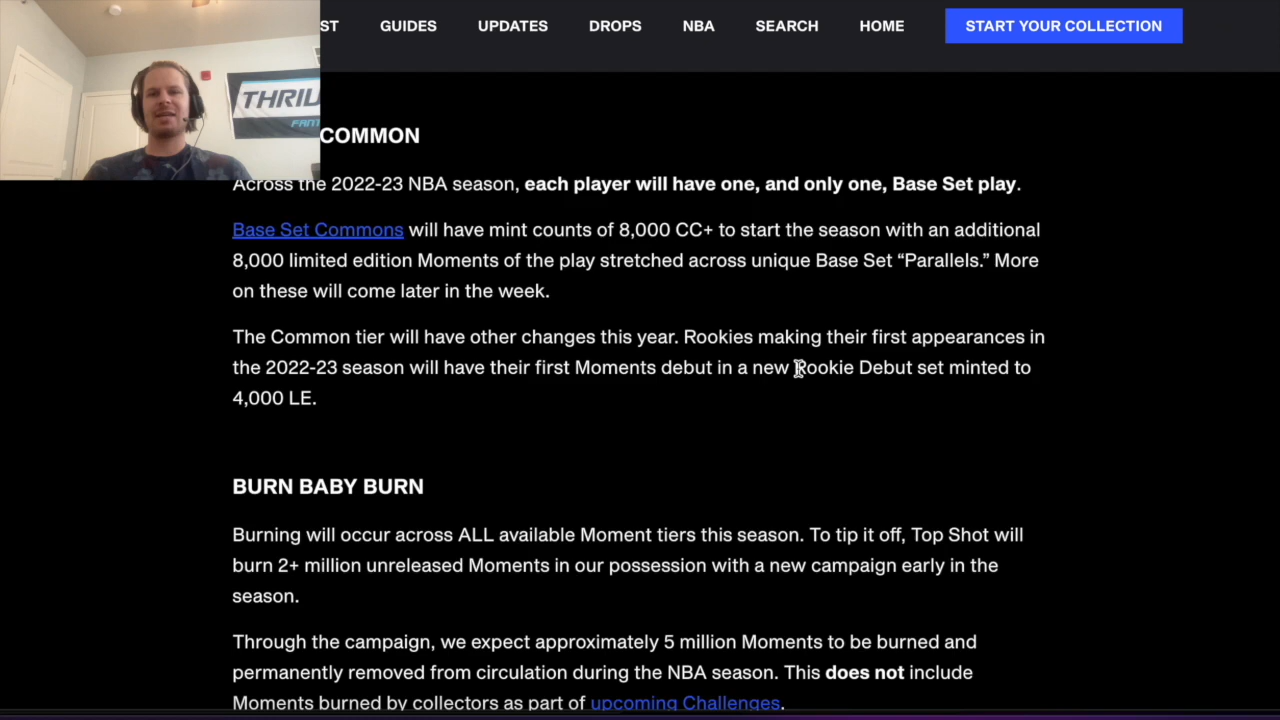 ST GUIDES UPDATES DROPS NBA SEARCH HOME START YOUR COLLECTION
THRIL
FANT
COMMON
Across the 2022-23 NBA season, each player will have one, and only one, Base Set play.
Base Set Commons will have mint counts of 8,000 CC+ to start the season with an additional
8,000 limited edition Moments of the play stretched across unique Base Set “Parallels.” More
on these will come later in the week.
The Common tier will have other changes this year. Rookies making their first appearances in
the 2022-23 season will have their first Moments debut in a new Rookie Debut set minted to
4,000 LE.
BURN BABY BURN
Burning will occur across ALL available Moment tiers this season. To tip it off, Top Shot will
burn 2+ million unreleased Moments in our possession with a new campaign early in the
season.
Through the campaign, we expect approximately 5 million Moments to be burned and
permanently removed from circulation during the NBA season. This does not include
Moments burned by collectors as part of upcoming Challenges.